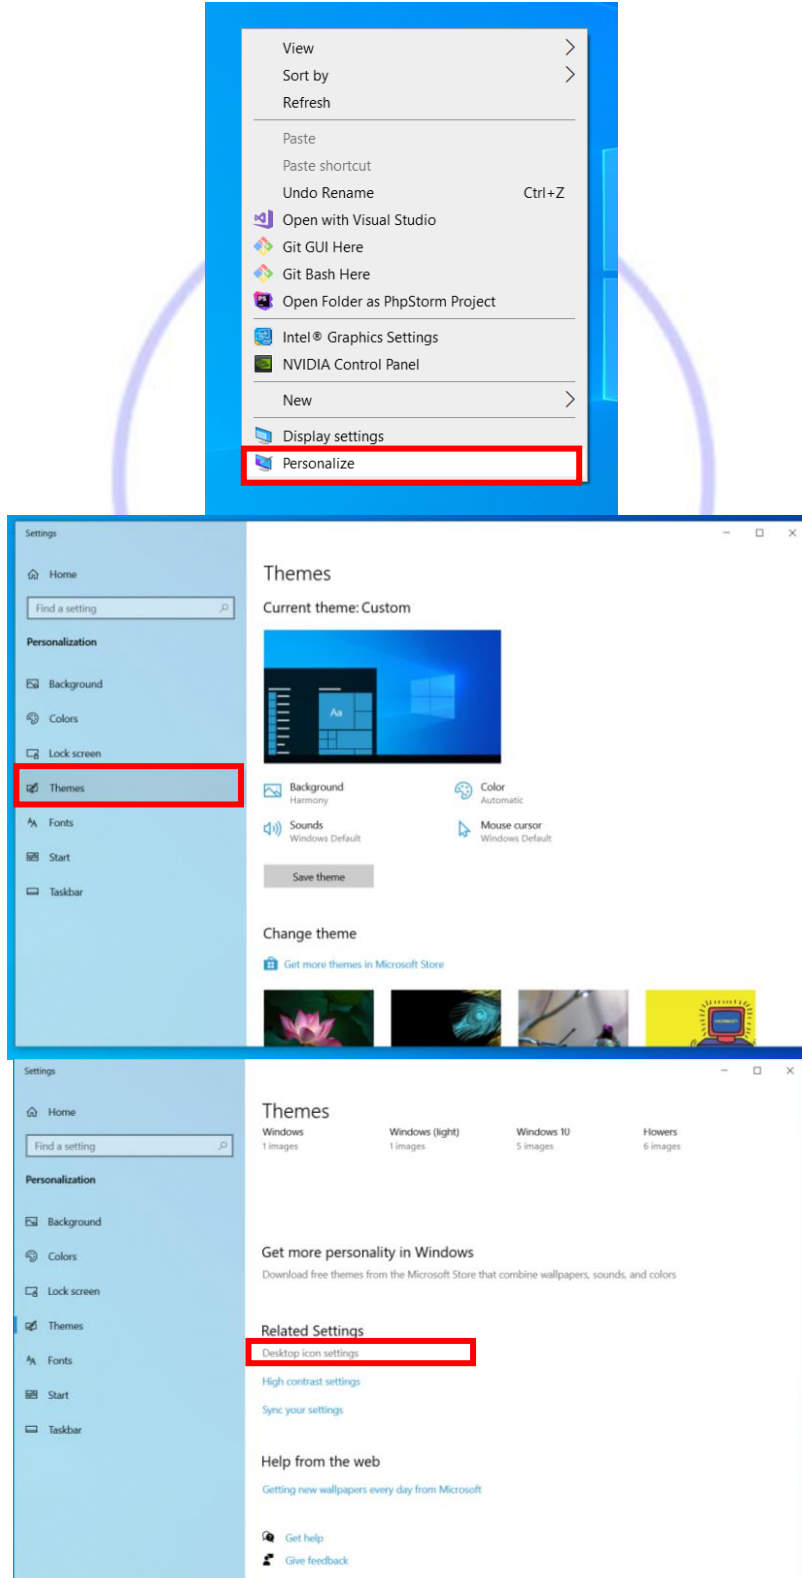 View
Sort by
Refresh
Paste
Paste shortcut
Undo Rename Ctrl+Z
Open with Visual Studio
Git GUI Here
Git Bash Here
Open Folder as PhpStorm Project
Intel® Graphics Settings
NVIDIA Control Panel
New
Display settings
Personalize
Settings
Home
Find a setting
Personalization
Background
Colors
Lock screen
Themes
Fonts
Start
Taskbar
Themes
Current theme: Custom
Aa
Background
Harmony
Color
Automatic
Sounds
Windows Default
Mouse cursor
Windows Default
Save theme
Change theme
Get more themes in Microsoft Store
Settings
Home
Find a setting
Personalization
Background
Colors
Lock screen
Themes
Fonts
Start
Taskbar
Themes
Windows
1 images
Windows (light)
1 images
Windows 10
5 images
Flowers
6 images
Get more personality in Windows
Download free themes from the Microsoft Store that combine wallpapers, sounds, and colors
Related Settings
Desktop icon settings
High contrast settings
Sync your settings
Help from the web
Getting new wallpapers every day from Microsoft
Get help
Give feedback